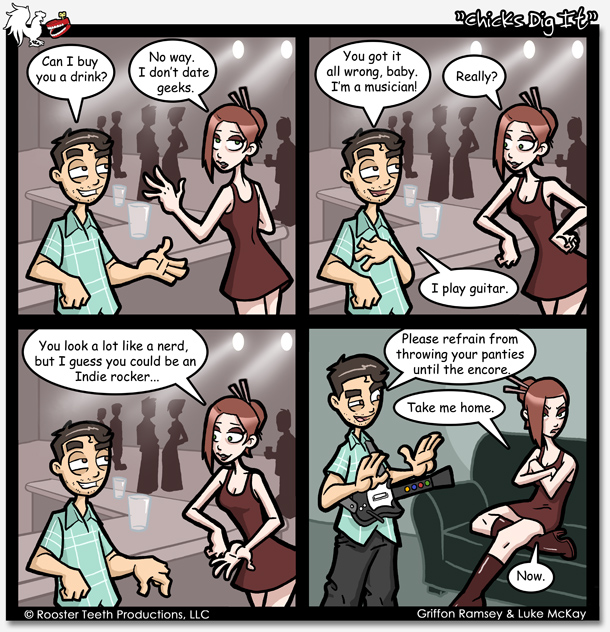 "Chicks Dig It"
Can I buy
you a drink?
No way.
I don't date
geeks.
You got it
all wrong, baby.
I'm a musician!
Really?
I play guitar.
You look a lot like a nerd,
but I guess you could be an
Indie rocker...
Please refrain from
throwing your panties
until the encore.
Take me home.
Now.
© Rooster Teeth Productions, LLC
Griffon Ramsey & Luke McKay